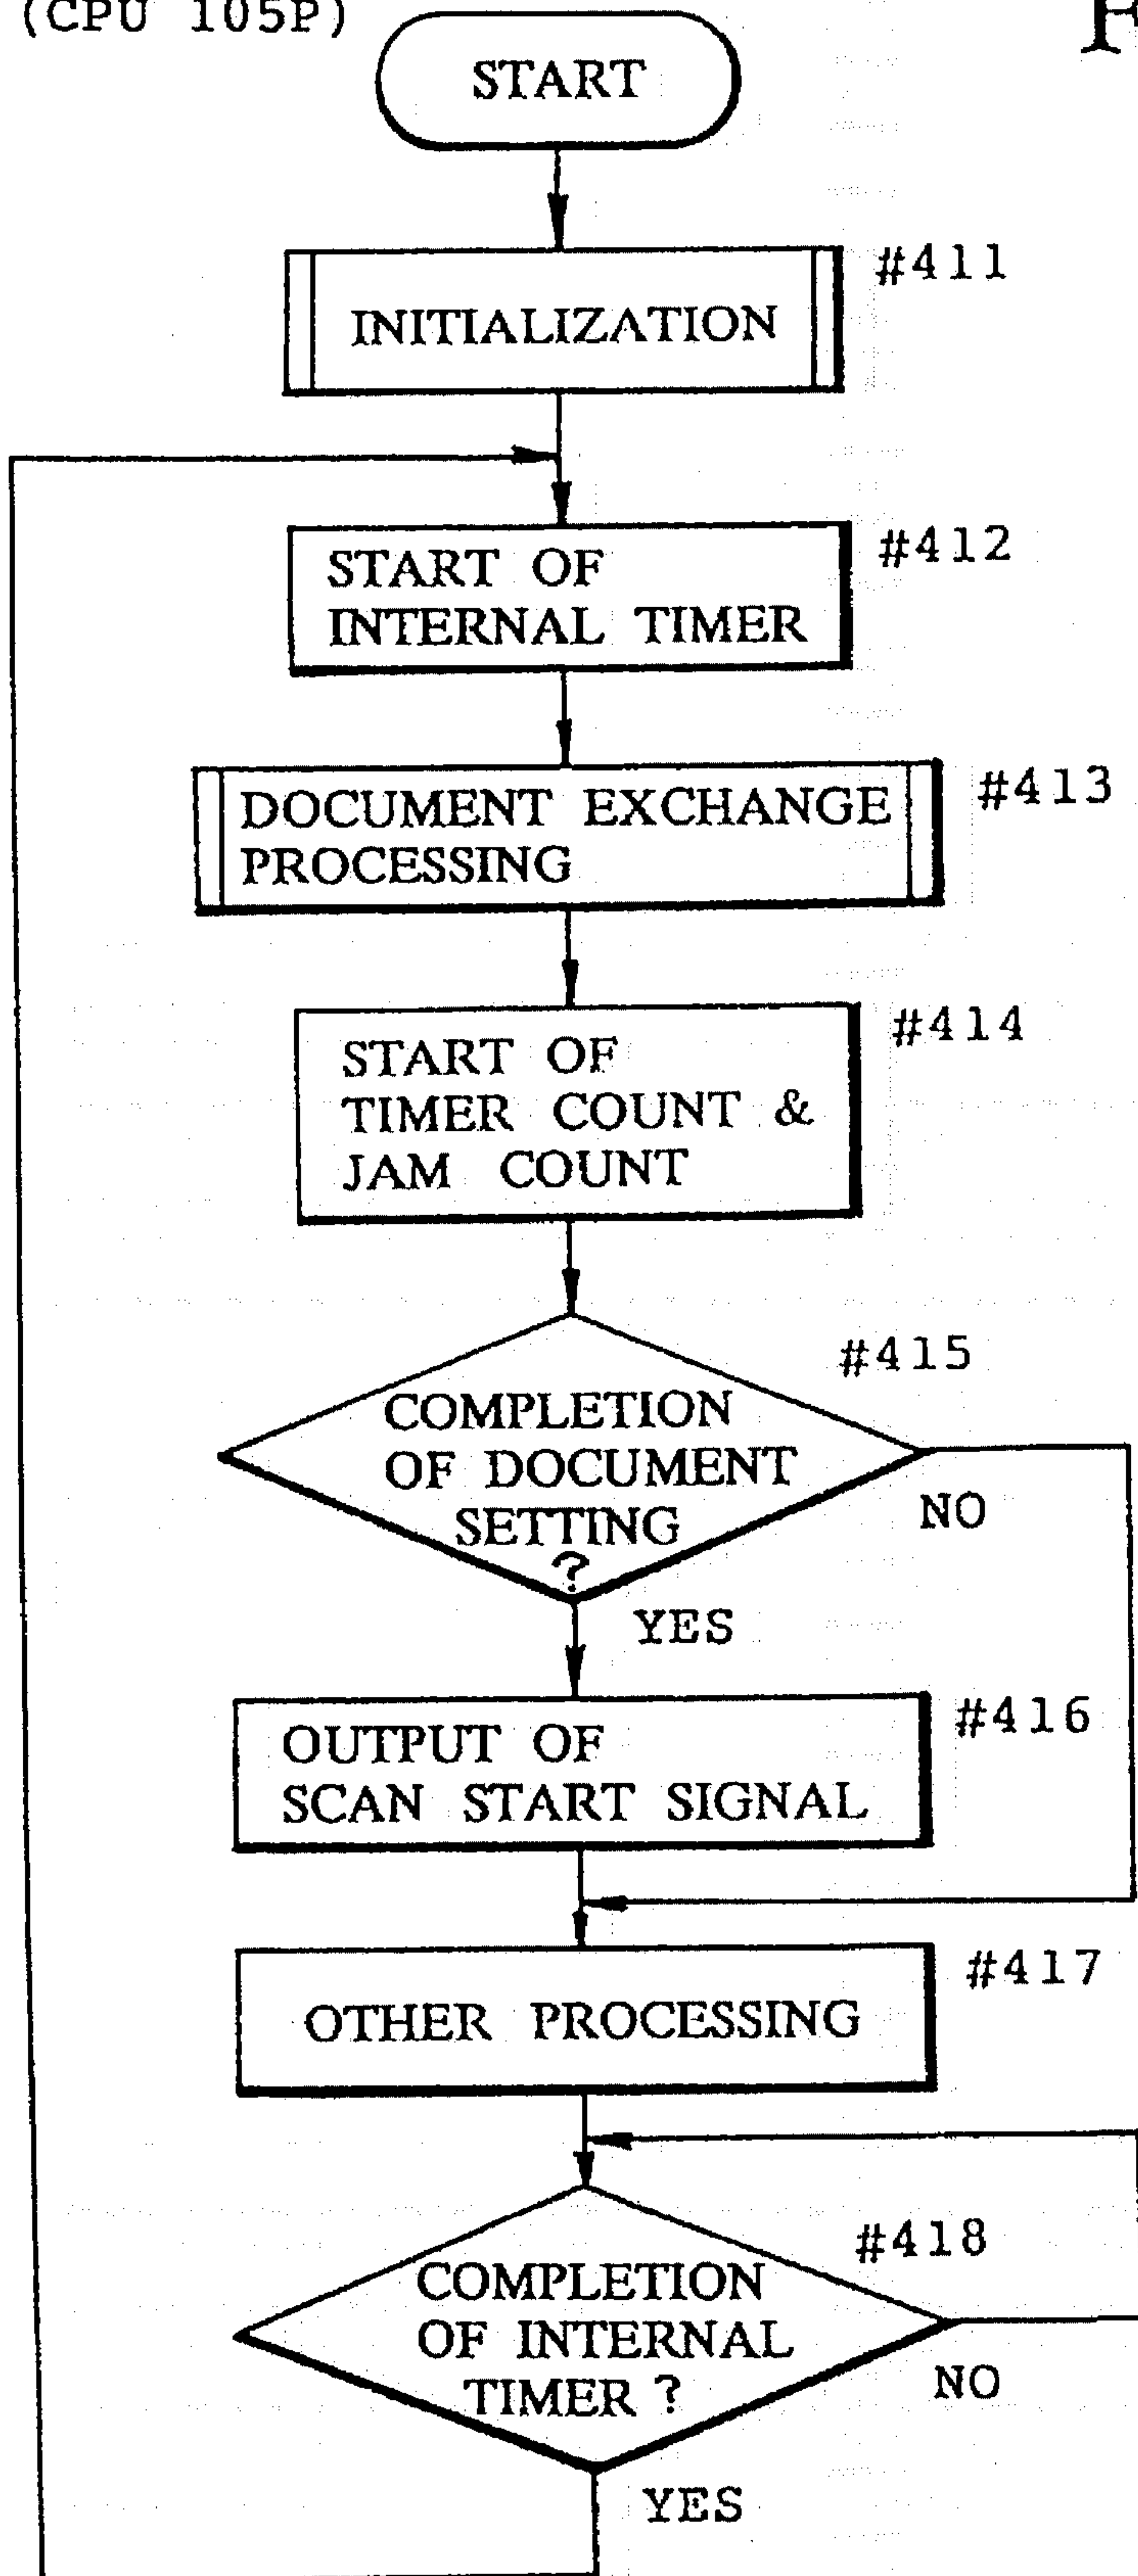 (CPU 105P)
F
START
#411
INITIALIZATION
#412
START OF
INTERNAL TIMER
#413
DOCUMENT EXCHANGE
PROCESSING
#414
START OF
TIMER COUNT &
JAM COUNT
#415
COMPLETION
OF DOCUMENT
SETTING
?
NO
YES
#416
OUTPUT OF
SCAN START SIGNAL
#417
OTHER PROCESSING
#418
COMPLETION
OF INTERNAL
TIMER ?
NO
YES